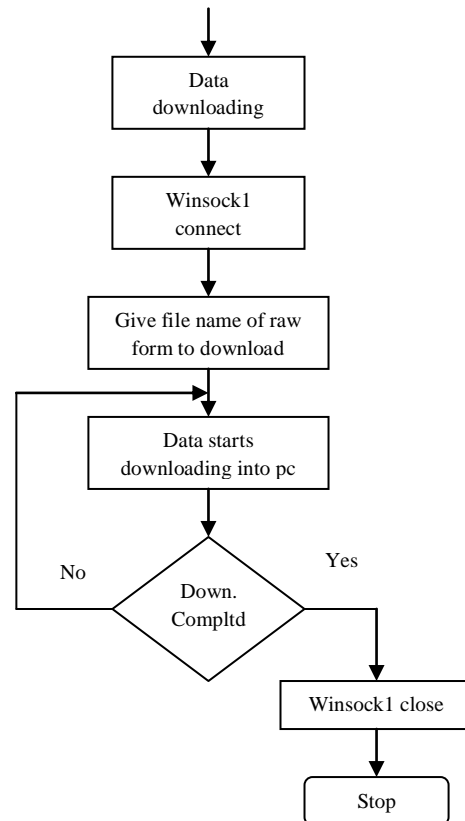 Data
downloading
Winsock1
connect
Give file name of raw
form to download
Data starts
downloading into pc
No
Yes
Down.
Compltd
Winsock1 close
Stop